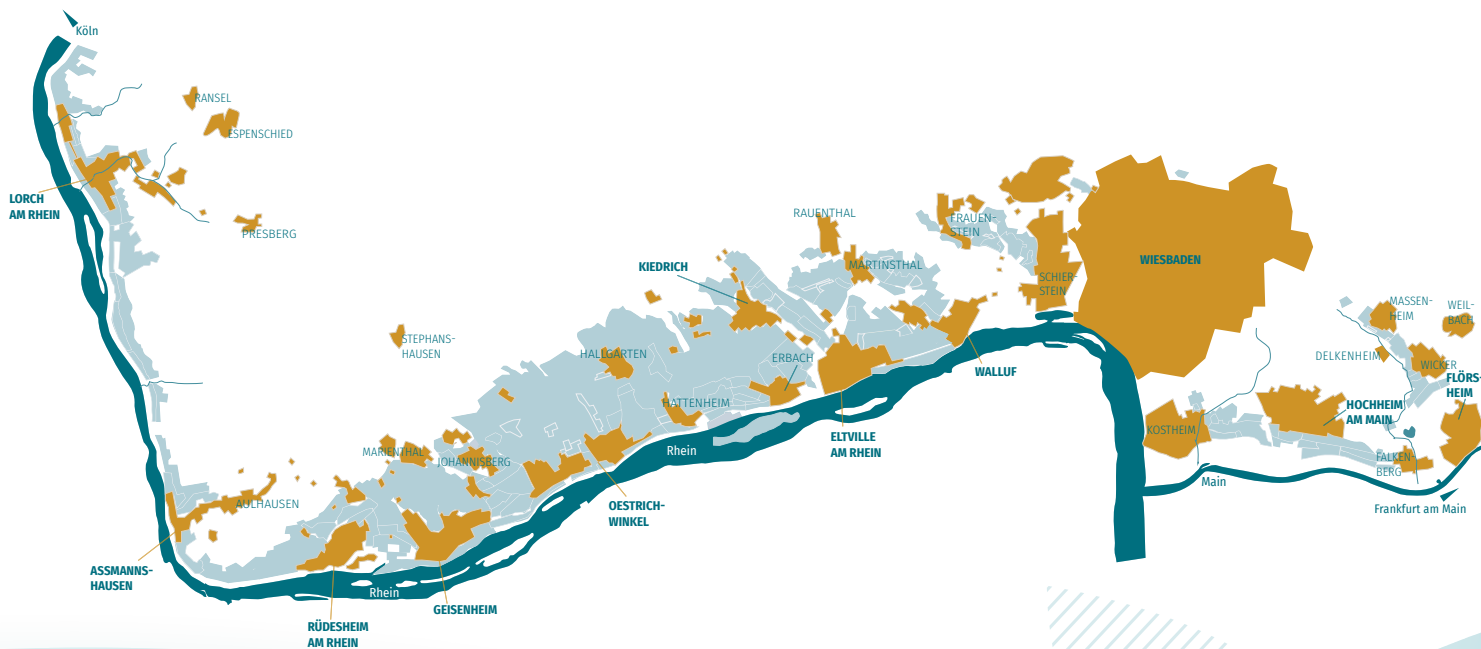 Köln
RANSEL
ESPENSCHIED
LORCH
AM RHEIN
PRESBERG
STEPHANS-
HAUSEN
RAUENTHAL
FRAUEN-
STEIN
KIEDRICH
MARTINSTHAL
SCHIER-
STEIN
WIESBADEN
MASSEN-
HEIM
WEIL-
BACH
DELKENHEIM
WICKER
FLÖRS-
HEIM
HALLGARTEN
ERBACH
WALLUF
HATTENHEIM
HOCHHEIM
AM MAIN
KOSTHEIM
ELTVILLE
AM RHEIN
MARIENTHAL
JOHANNISBERG
Rhein
FALKEN-
BERG
Main
Frankfurt am Main
AULHAUSEN
OESTRICH-
WINKEL
ASSMANNS-
HAUSEN
Rhein
GEISENHEIM
RÜDESHEIM
AM RHEIN